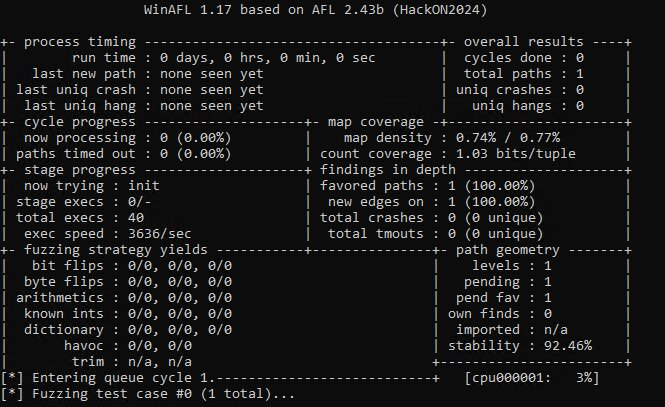 WinAFL 1.17 based on AFL 2.43b (HackON2024)
+- process timing -------------------------------------+- overall results ----+
|        run time : 0 days, 0 hrs, 0 min, 0 sec        |  cycles done : 0     |
|   last new path : none seen yet                      |  total paths : 1     |
| last uniq crash : none seen yet                      | uniq crashes : 0     |
|  last uniq hang : none seen yet                      |   uniq hangs : 0     |
+- cycle progress --------------------+- map coverage -+----------------------+
|  now processing : 0 (0.00%)         |    map density : 0.74% / 0.77%        |
| paths timed out : 0 (0.00%)         | count coverage : 1.03 bits/tuple      |
+- stage progress --------------------+ findings in depth --------------------+
|  now trying : init                  | favored paths : 1 (100.00%)           |
| stage execs : 0/-                   |  new edges on : 1 (100.00%)           |
| total execs : 40                    | total crashes : 0 (0 unique)          |
|  exec speed : 3636/sec              |  total tmouts : 0 (0 unique)          |
+- fuzzing strategy yields -----------+---------------+- path geometry -------+
|   bit flips : 0/0, 0/0, 0/0                         |    levels : 1         |
|  byte flips : 0/0, 0/0, 0/0                         |   pending : 1         |
| arithmetics : 0/0, 0/0, 0/0                         |  pend fav : 1         |
|  known ints : 0/0, 0/0, 0/0                         | own finds : 0         |
|  dictionary : 0/0, 0/0, 0/0                         |  imported : n/a       |
|       havoc : 0/0, 0/0                              | stability : 92.46%    |
|        trim : n/a, n/a                              +-----------------------+
[*] Entering queue cycle 1.---------------------------+   [cpu000001:   3%]
[*] Fuzzing test case #0 (1 total)...